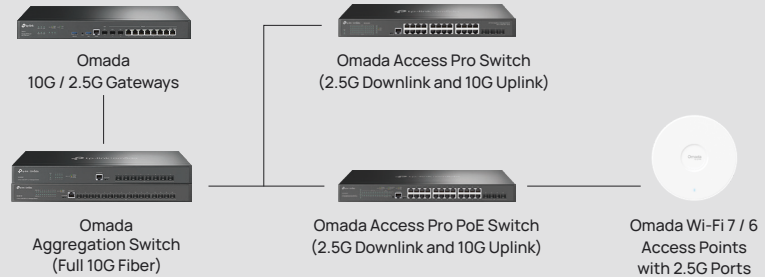 Omada
10G / 2.5G Gateways
Omada Access Pro Switch
(2.5G Downlink and 10G Uplink)
Omada
Aggregation Switch
(Full 10G Fiber)
Omada Access Pro PoE Switch
(2.5G Downlink and 10G Uplink)
Omada Wi-Fi 7 / 6
Access Points
with 2.5G Ports